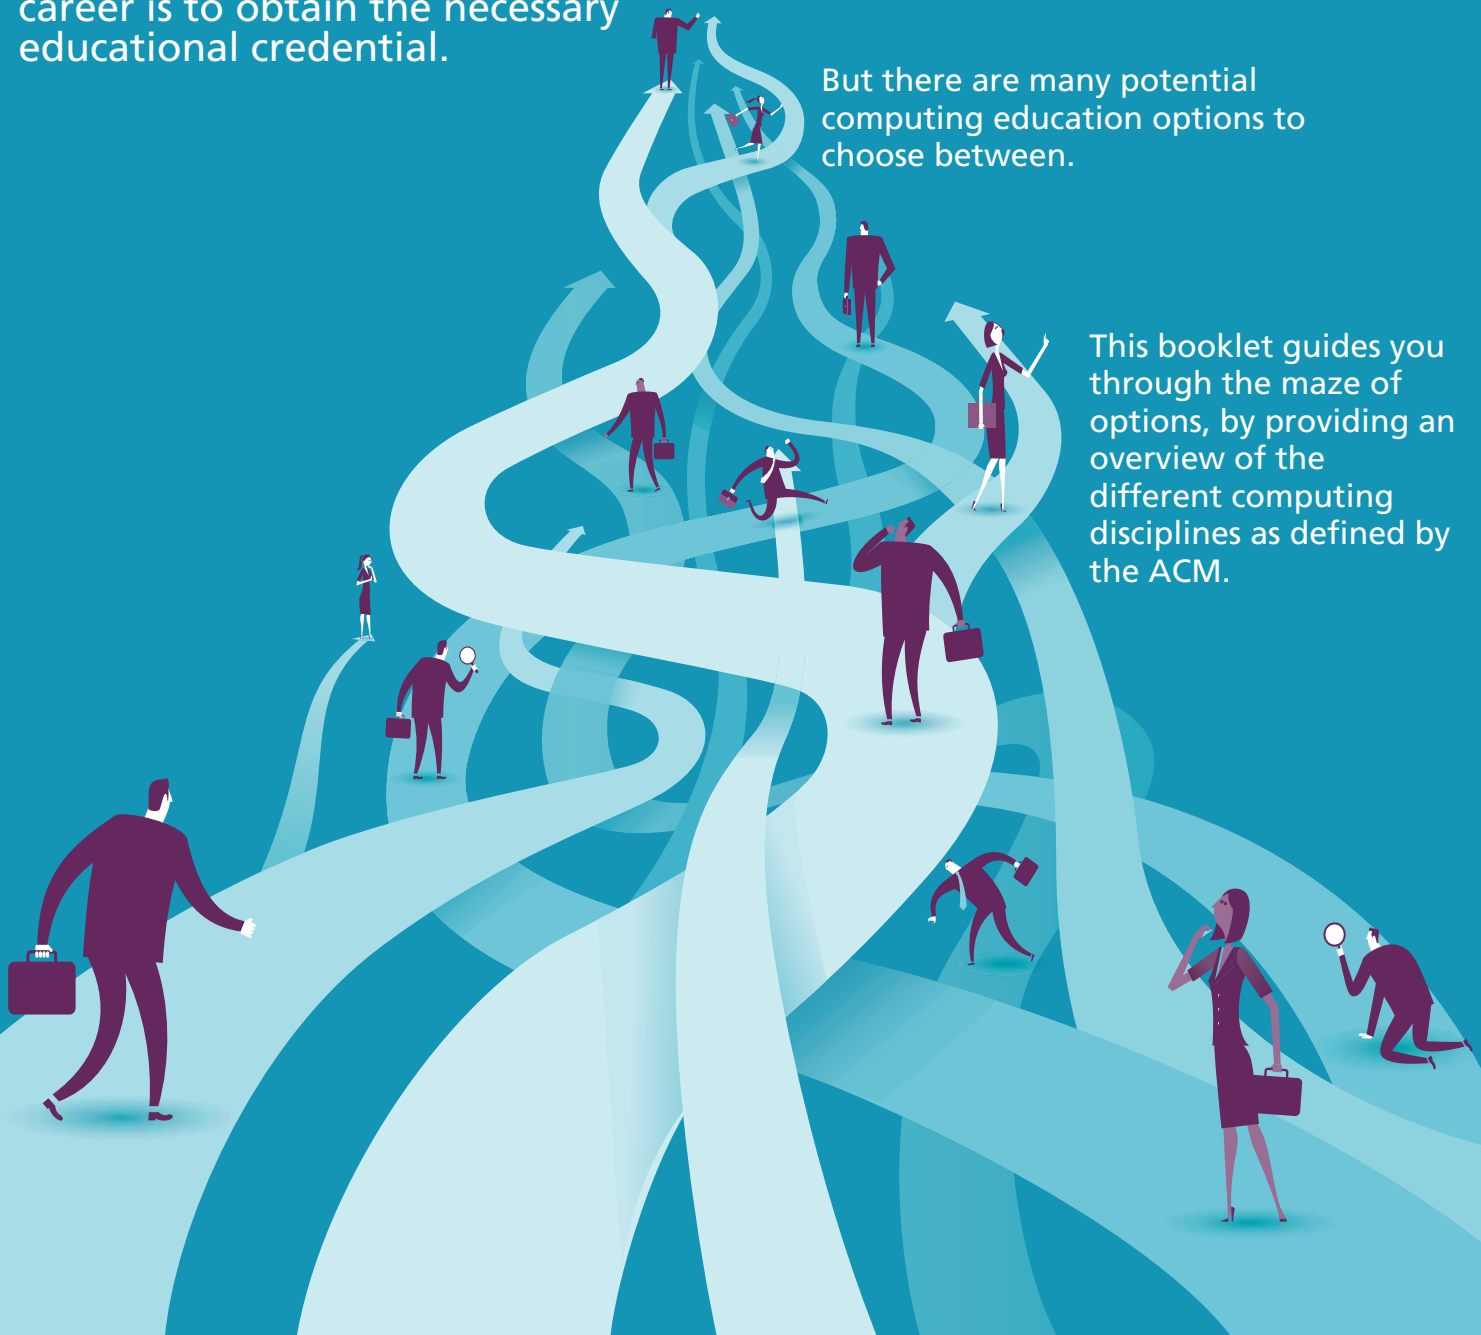 career is to obtain the necessary
educational credential.
But there are many potential
computing education options to
choose between.
This booklet guides you
through the maze of
options, by providing an
overview of the
different computing
disciplines as defined by
the ACM.